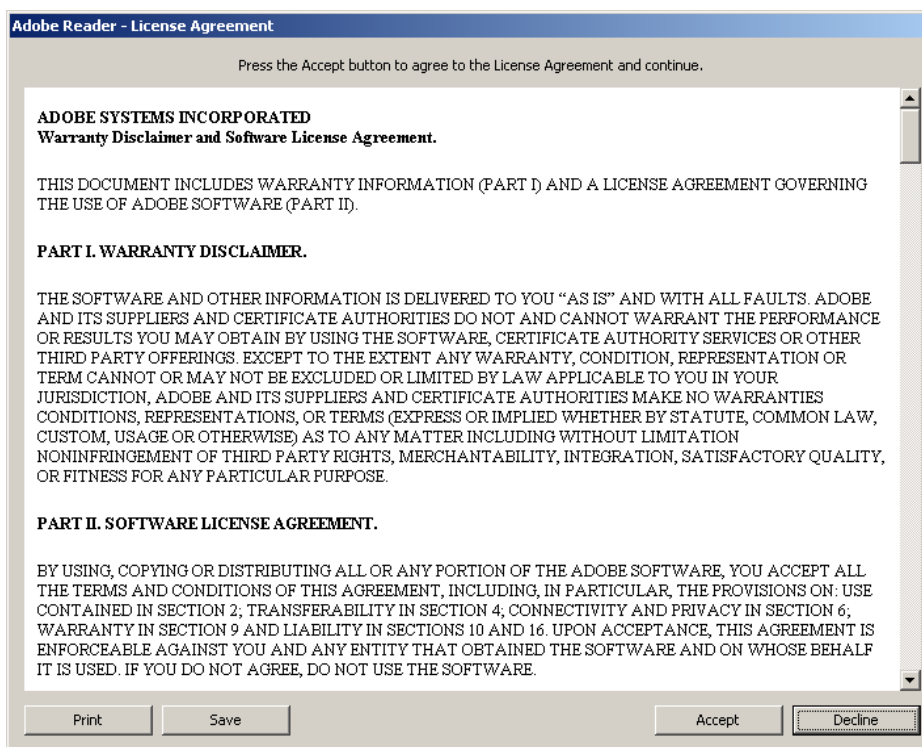 Adobe Reader - License Agreement
Press the Accept button to agree to the License Agreement and continue.
ADOBE SYSTEMS INCORPORATED
Warranty Disclaimer and Software License Agreement.
THIS DOCUMENT INCLUDES WARRANTY INFORMATION (PART I) AND A LICENSE AGREEMENT GOVERNING
THE USE OF ADOBE SOFTWARE (PART II).
PART I. WARRANTY DISCLAIMER.
THE SOFTWARE AND OTHER INFORMATION IS DELIVERED TO YOU “AS IS” AND WITH ALL FAULTS. ADOBE
AND ITS SUPPLIERS AND CERTIFICATE AUTHORITIES DO NOT AND CANNOT WARRANT THE PERFORMANCE
OR RESULTS YOU MAY OBTAIN BY USING THE SOFTWARE, CERTIFICATE AUTHORITY SERVICES OR OTHER
THIRD PARTY OFFERINGS. EXCEPT TO THE EXTENT ANY WARRANTY, CONDITION, REPRESENTATION OR
TERM CANNOT OR MAY NOT BE EXCLUDED OR LIMITED BY LAW APPLICABLE TO YOU IN YOUR
JURISDICTION, ADOBE AND ITS SUPPLIERS AND CERTIFICATE AUTHORITIES MAKE NO WARRANTIES
CONDITIONS, REPRESENTATIONS, OR TERMS (EXPRESS OR IMPLIED WHETHER BY STATUTE, COMMON LAW,
CUSTOM, USAGE OR OTHERWISE) AS TO ANY MATTER INCLUDING WITHOUT LIMITATION
NONINFRINGEMENT OF THIRD PARTY RIGHTS, MERCHANTABILITY, INTEGRATION, SATISFACTORY QUALITY,
OR FITNESS FOR ANY PARTICULAR PURPOSE.
PART II. SOFTWARE LICENSE AGREEMENT.
BY USING, COPYING OR DISTRIBUTING ALL OR ANY PORTION OF THE ADOBE SOFTWARE, YOU ACCEPT ALL
THE TERMS AND CONDITIONS OF THIS AGREEMENT, INCLUDING, IN PARTICULAR, THE PROVISIONS ON: USE
CONTAINED IN SECTION 2; TRANSFERABILITY IN SECTION 4; CONNECTIVITY AND PRIVACY IN SECTION 6;
WARRANTY IN SECTION 9 AND LIABILITY IN SECTIONS 10 AND 16. UPON ACCEPTANCE, THIS AGREEMENT IS
ENFORCEABLE AGAINST YOU AND ANY ENTITY THAT OBTAINED THE SOFTWARE AND ON WHOSE BEHALF
IT IS USED. IF YOU DO NOT AGREE, DO NOT USE THE SOFTWARE.
Print Save Accept Decline